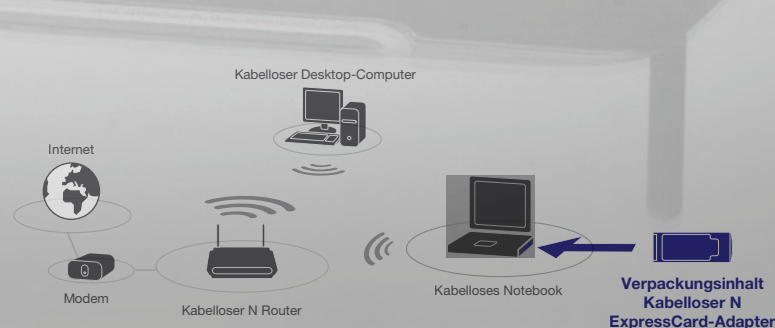 Kabelloser Desktop-Computer
Internet
Modem
Kabelloser N Router
Kabelloses Notebook
Verpackungsinhalt
Kabelloser N
ExpressCard-Adapter